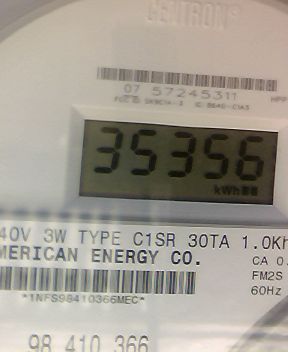 CENTRON®
07 57245311
35356
kWh
40V 3W TYPE C1SR 30TA 1.0Kh
MERICAN ENERGY CO.
CA 0.
FM2S
*1NFS98410366MEC*
60Hz
98 410 366